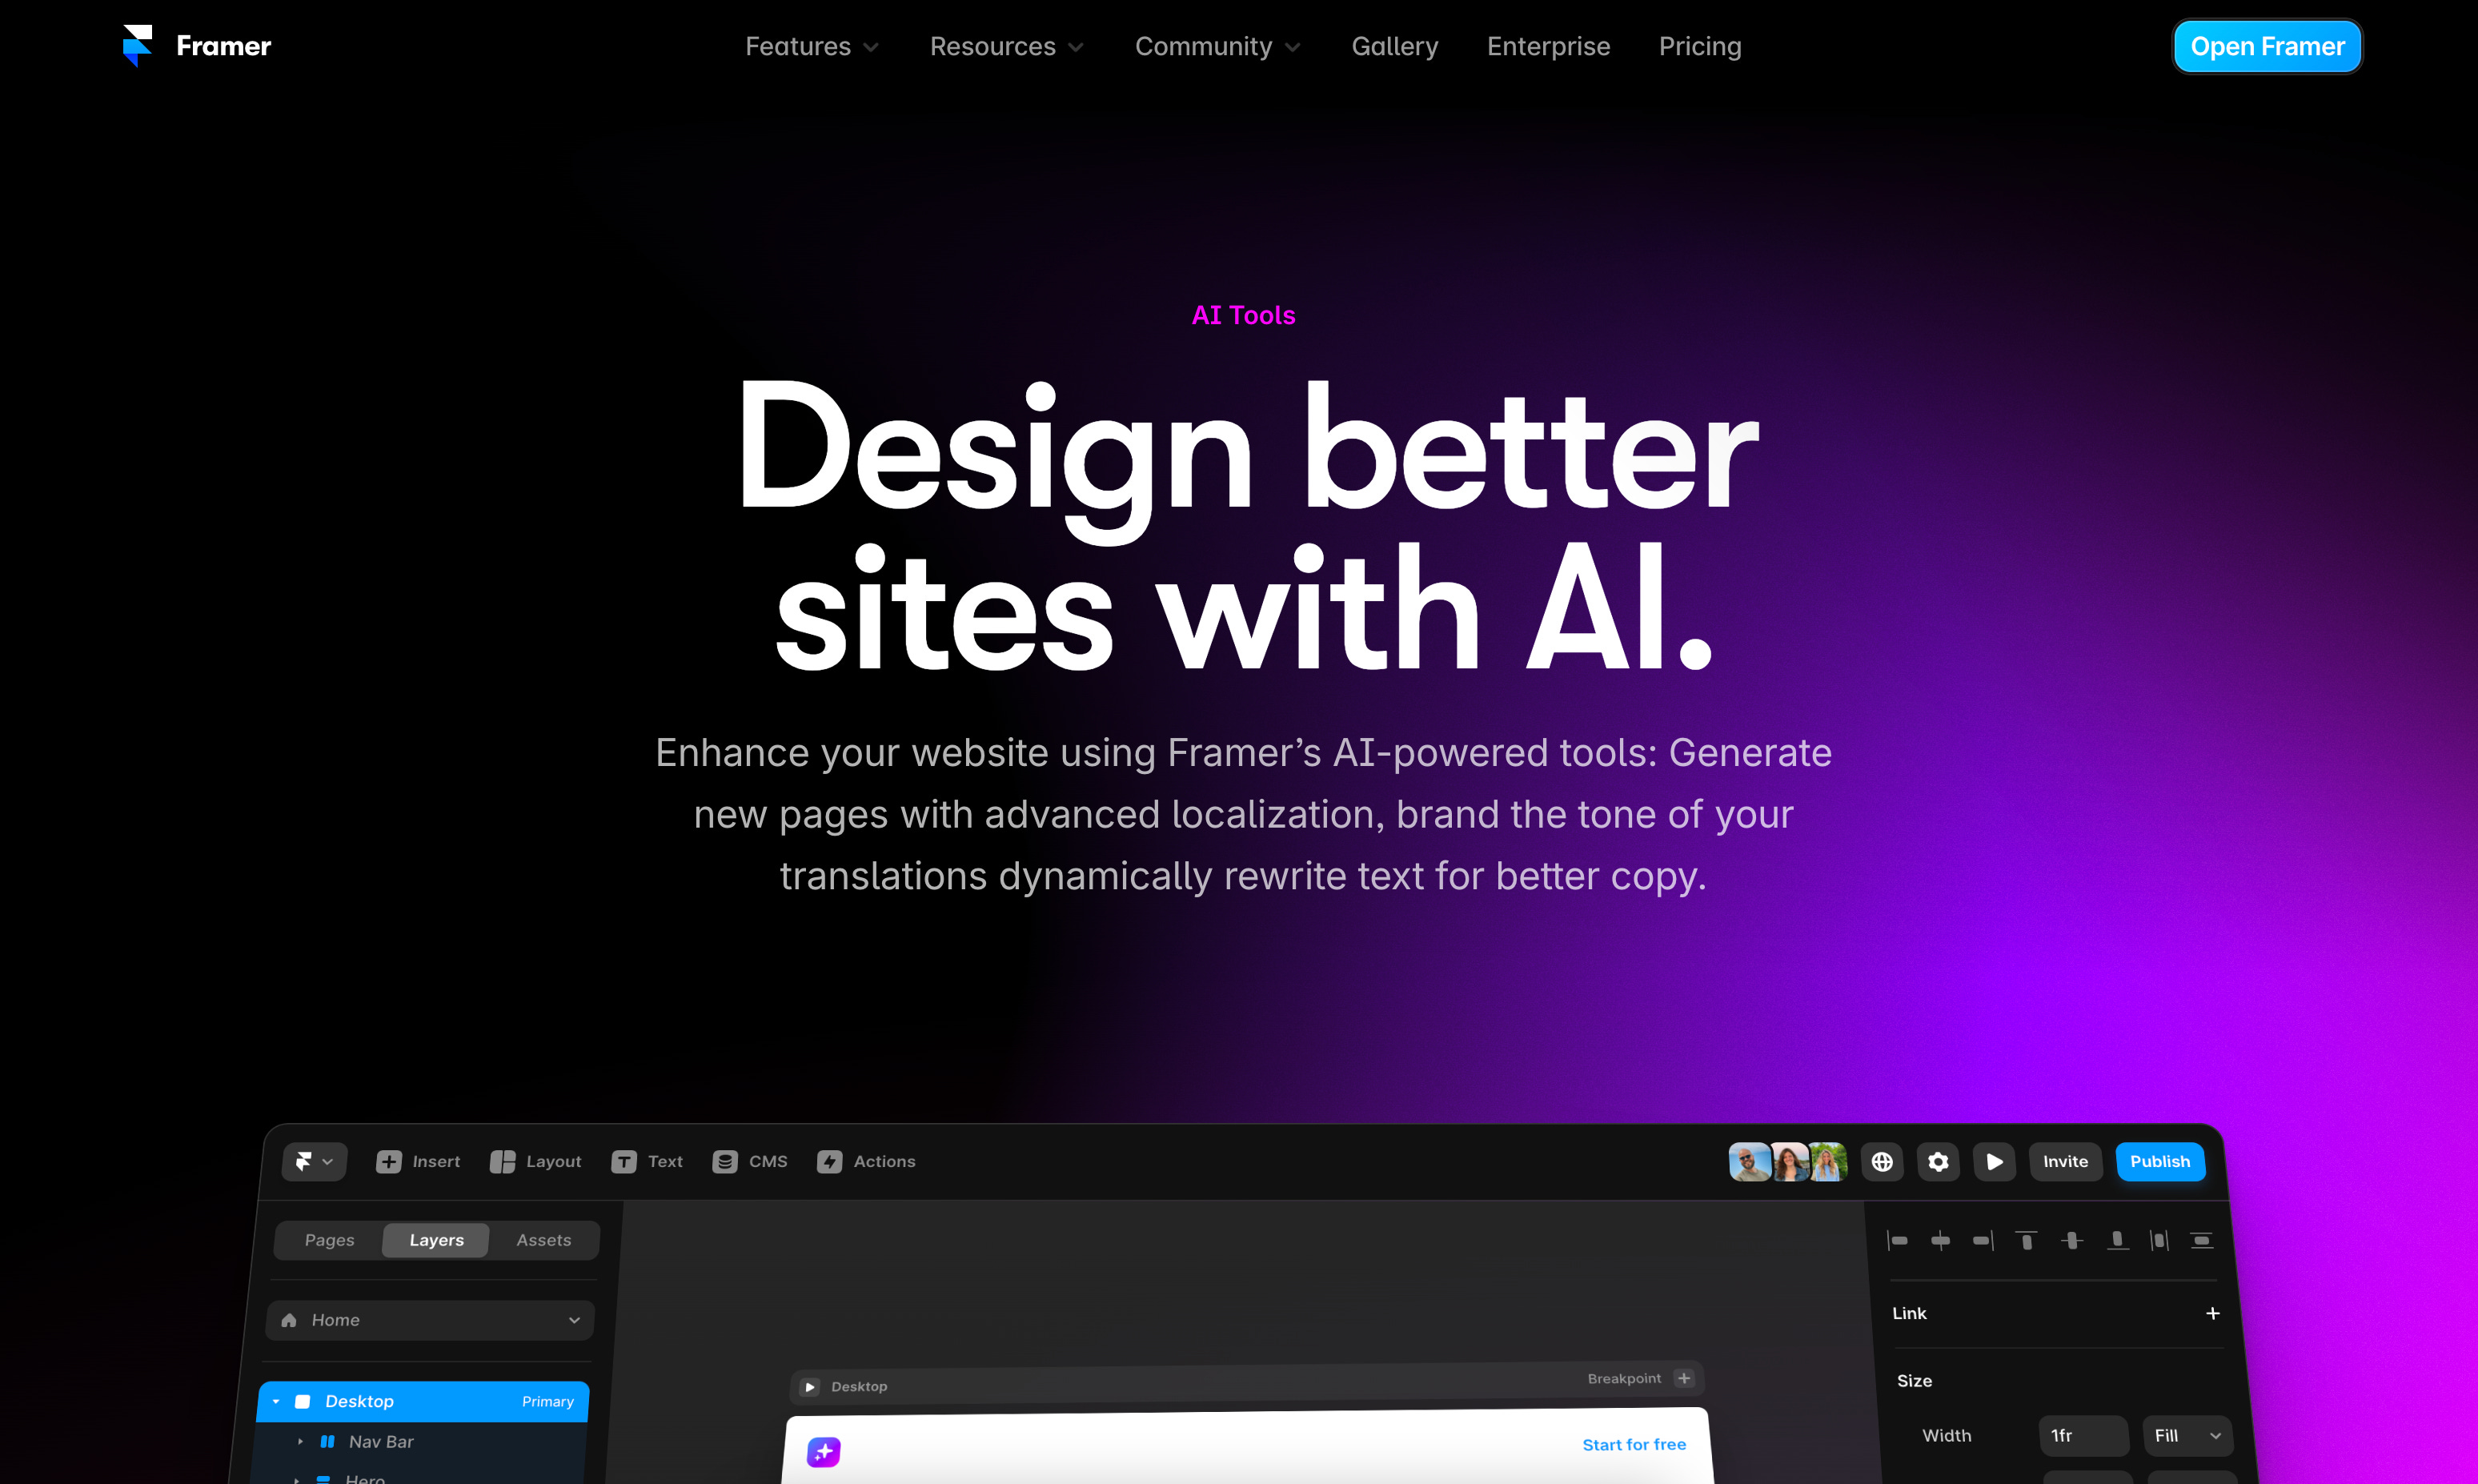 Framer
Features
Resources
Community
Gallery
Enterprise
Pricing
Open Framer
AI Tools
Design better
sites with AI.
Enhance your website using Framer’s AI-powered tools: Generate
new pages with advanced localization, brand the tone of your
translations dynamically rewrite text for better copy.
Insert
Layout
Text
CMS
Actions
Invite
Publish
Pages
Layers
Assets
Home
Desktop
Primary
Nav Bar
Hero
Desktop
Breakpoint
Start for free
Link
Size
Width
1fr
Fill